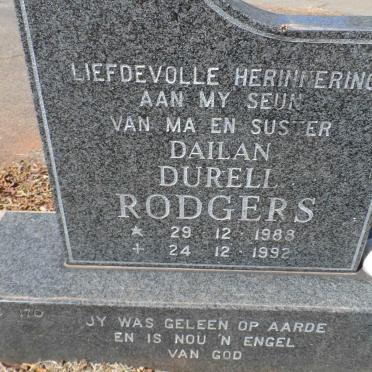 LIEFDEVOLLE HERINNERING
AAN MY SEUN
VAN MA EN SUSTER
DAILAN
DURELL
RODGERS
* 29 · 12 · 1988
+ 24 · 12 · 1992
JY WAS GELEEN OP AARDE
EN IS NOU 'N ENGEL
VAN GOD